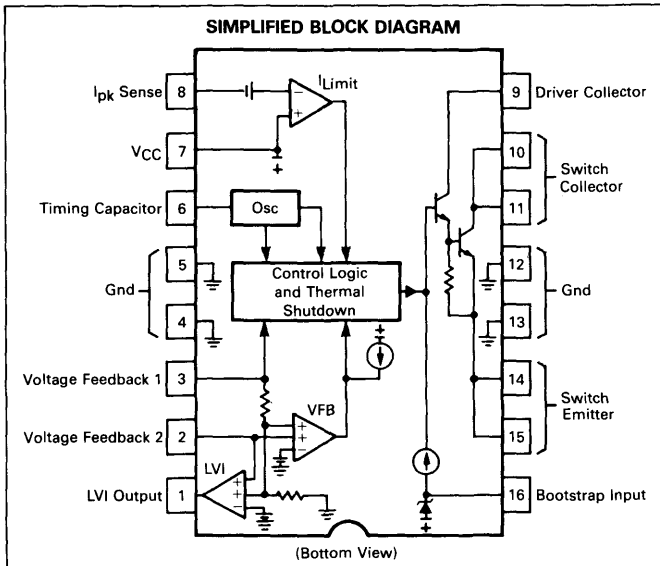 SIMPLIFIED BLOCK DIAGRAM
Ipk Sense 8
ILimit
9 Driver Collector
VCC 7
10
Switch
Collector
Timing Capacitor 6
Osc
11
5
Gnd
4
Control Logic
and Thermal
Shutdown
12
Gnd
13
Voltage Feedback 1 3
VFB
14
Switch
Emitter
Voltage Feedback 2 2
15
LVI
LVI Output 1
16 Bootstrap Input
(Bottom View)